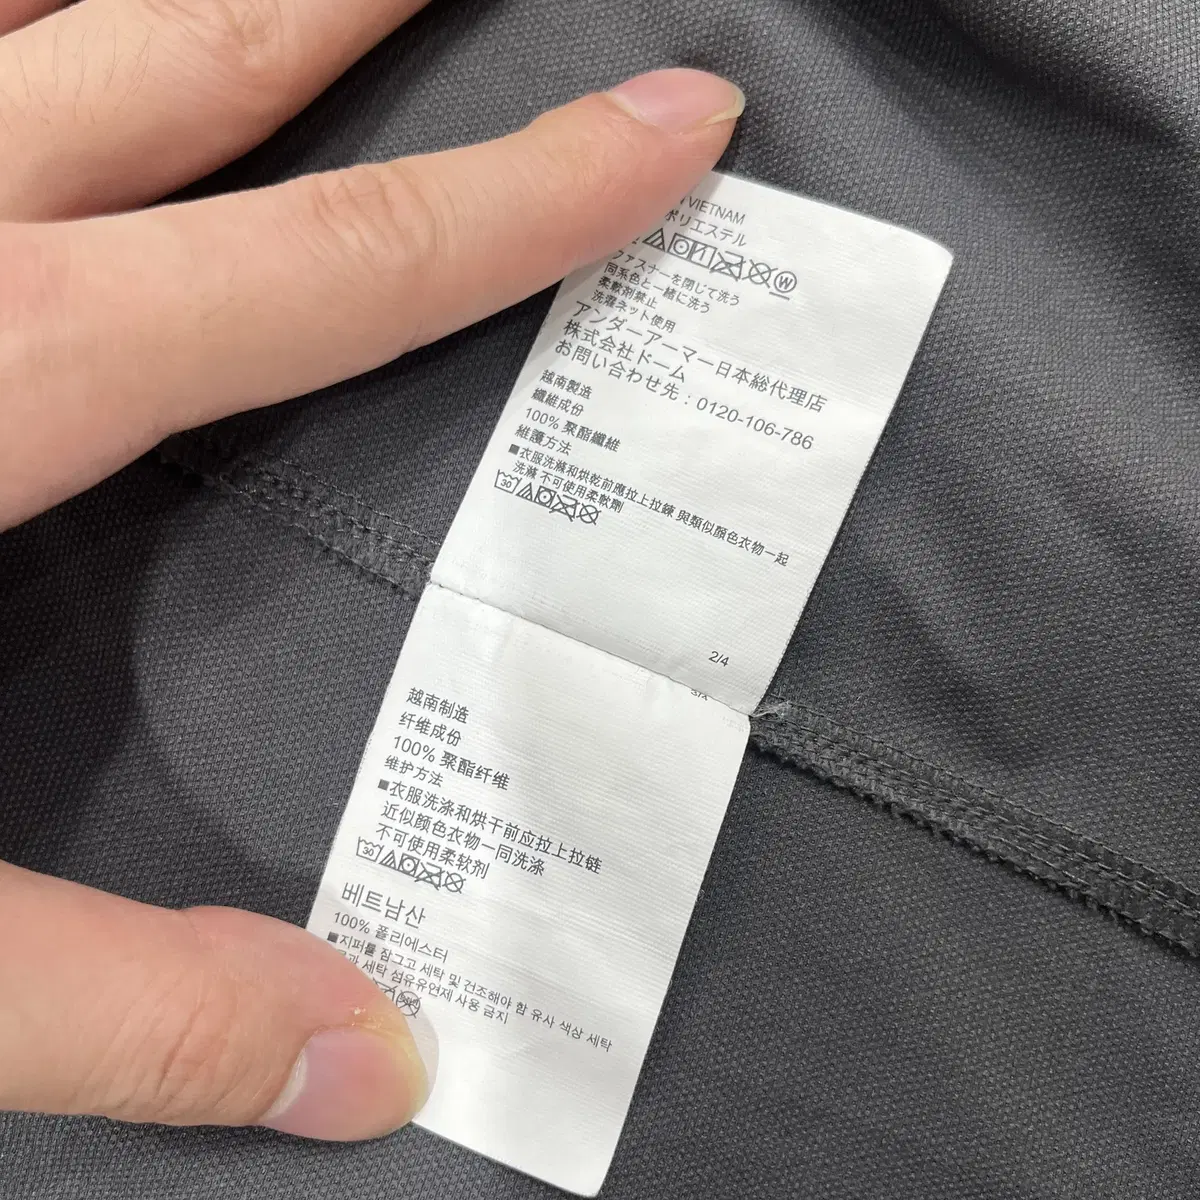 VIETNAM
ポリエステル
ファスナーを閉じて洗う
同系色と一緒に洗う
柔軟剤禁止
洗濯ネット使用
アンダーアーマー日本総代理店
株式会社ドーム
お問い合わせ先：0120-106-786
越南製造
纖維成份
100% 聚酯纖維
維護方法
■衣服洗滌和烘乾前應拉上拉鍊 與類似顏色衣物一起
洗滌 不可使用柔軟劑
30
2/4
越南制造
纤维成份
100% 聚酯纤维
维护方法
■衣服洗涤和烘干前应拉上拉链
近似颜色衣物一同洗涤
不可使用柔软剂
30
베트남산
100% 폴리에스터
■지퍼를 잠그고 세탁 및 건조해야 함 유사 색상 세탁
세탁 섬유유연제 사용 금지